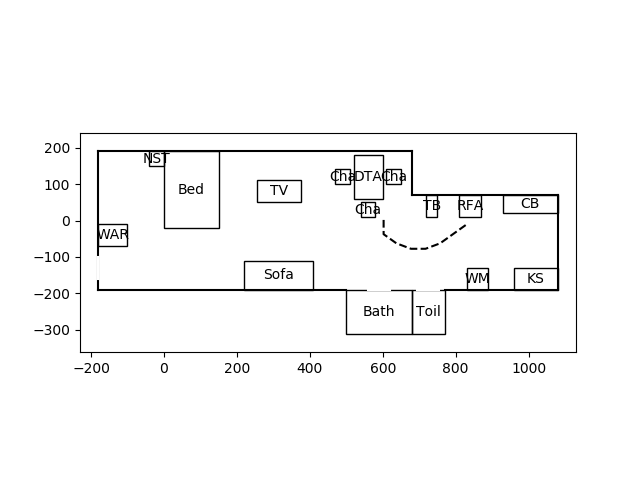 200
100
0
−100
−200
−300
NST
Bed
TV
Cha
DTA
Cha
Cha
TB
RFA
CB
WAR
Sofa
WM
KS
Bath
Toil
−200
0
200
400
600
800
1000